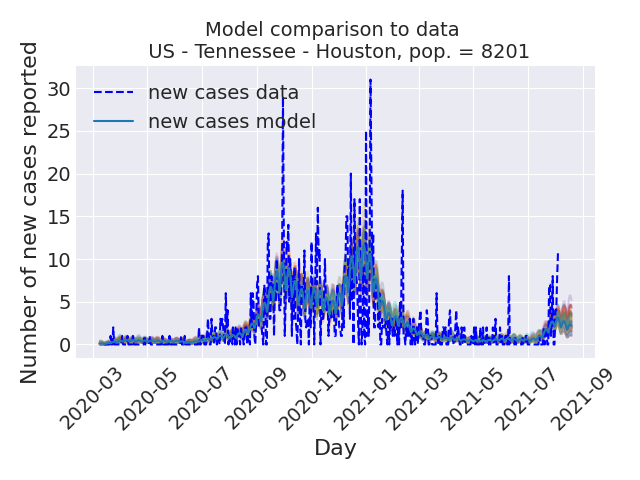 Model comparison to data
US - Tennessee - Houston, pop. = 8201
Number of new cases reported
30
25
20
15
10
5
0
new cases data
new cases model
2020-03
2020-05
2020-07
2020-09
2020-11
2021-01
2021-03
2021-05
2021-07
2021-09
Day